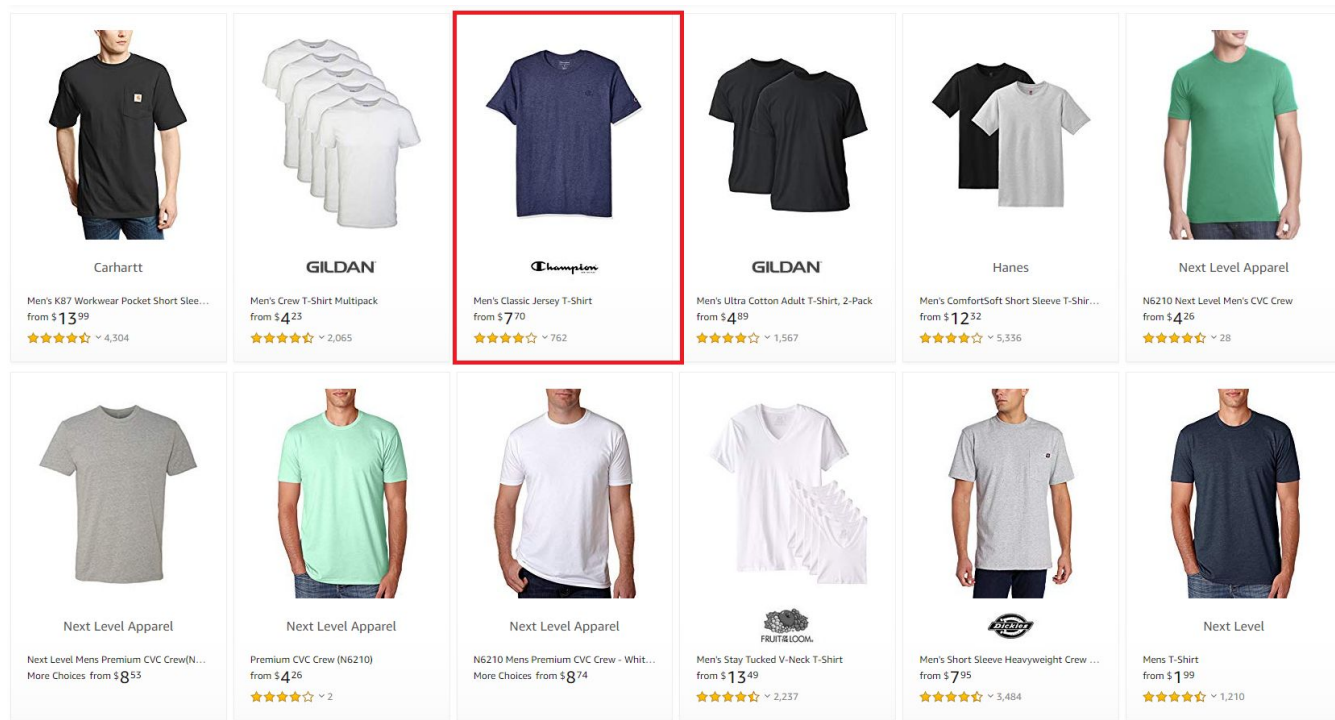 Carhartt
Men's K87 Workwear Pocket Short Slee...
from $13 99
4,304
GILDAN
Men's Crew T-Shirt Multipack
from $4 23
2,065
Champion
Men's Classic Jersey T-Shirt
from $7 70
762
GILDAN
Men's Ultra Cotton Adult T-Shirt, 2-Pack
from $4 89
1,567
Hanes
Men's ComfortSoft Short Sleeve T-Shir...
from $12 32
5,336
Next Level Apparel
N6210 Next Level Men's CVC Crew
from $4 26
28
Next Level Apparel
Next Level Mens Premium CVC Crew(N...
More Choices from $8 53
Next Level Apparel
Premium CVC Crew (N6210)
from $4 26
2
Next Level Apparel
N6210 Mens Premium CVC Crew - Whit...
More Choices from $8 74
FRUIT OF THE LOOM.
Men's Stay Tucked V-Neck T-Shirt
from $13 49
2,237
Dickies
Men's Short Sleeve Heavyweight Crew ...
from $7 95
3,484
Next Level
Mens T-Shirt
from $1 99
1,210